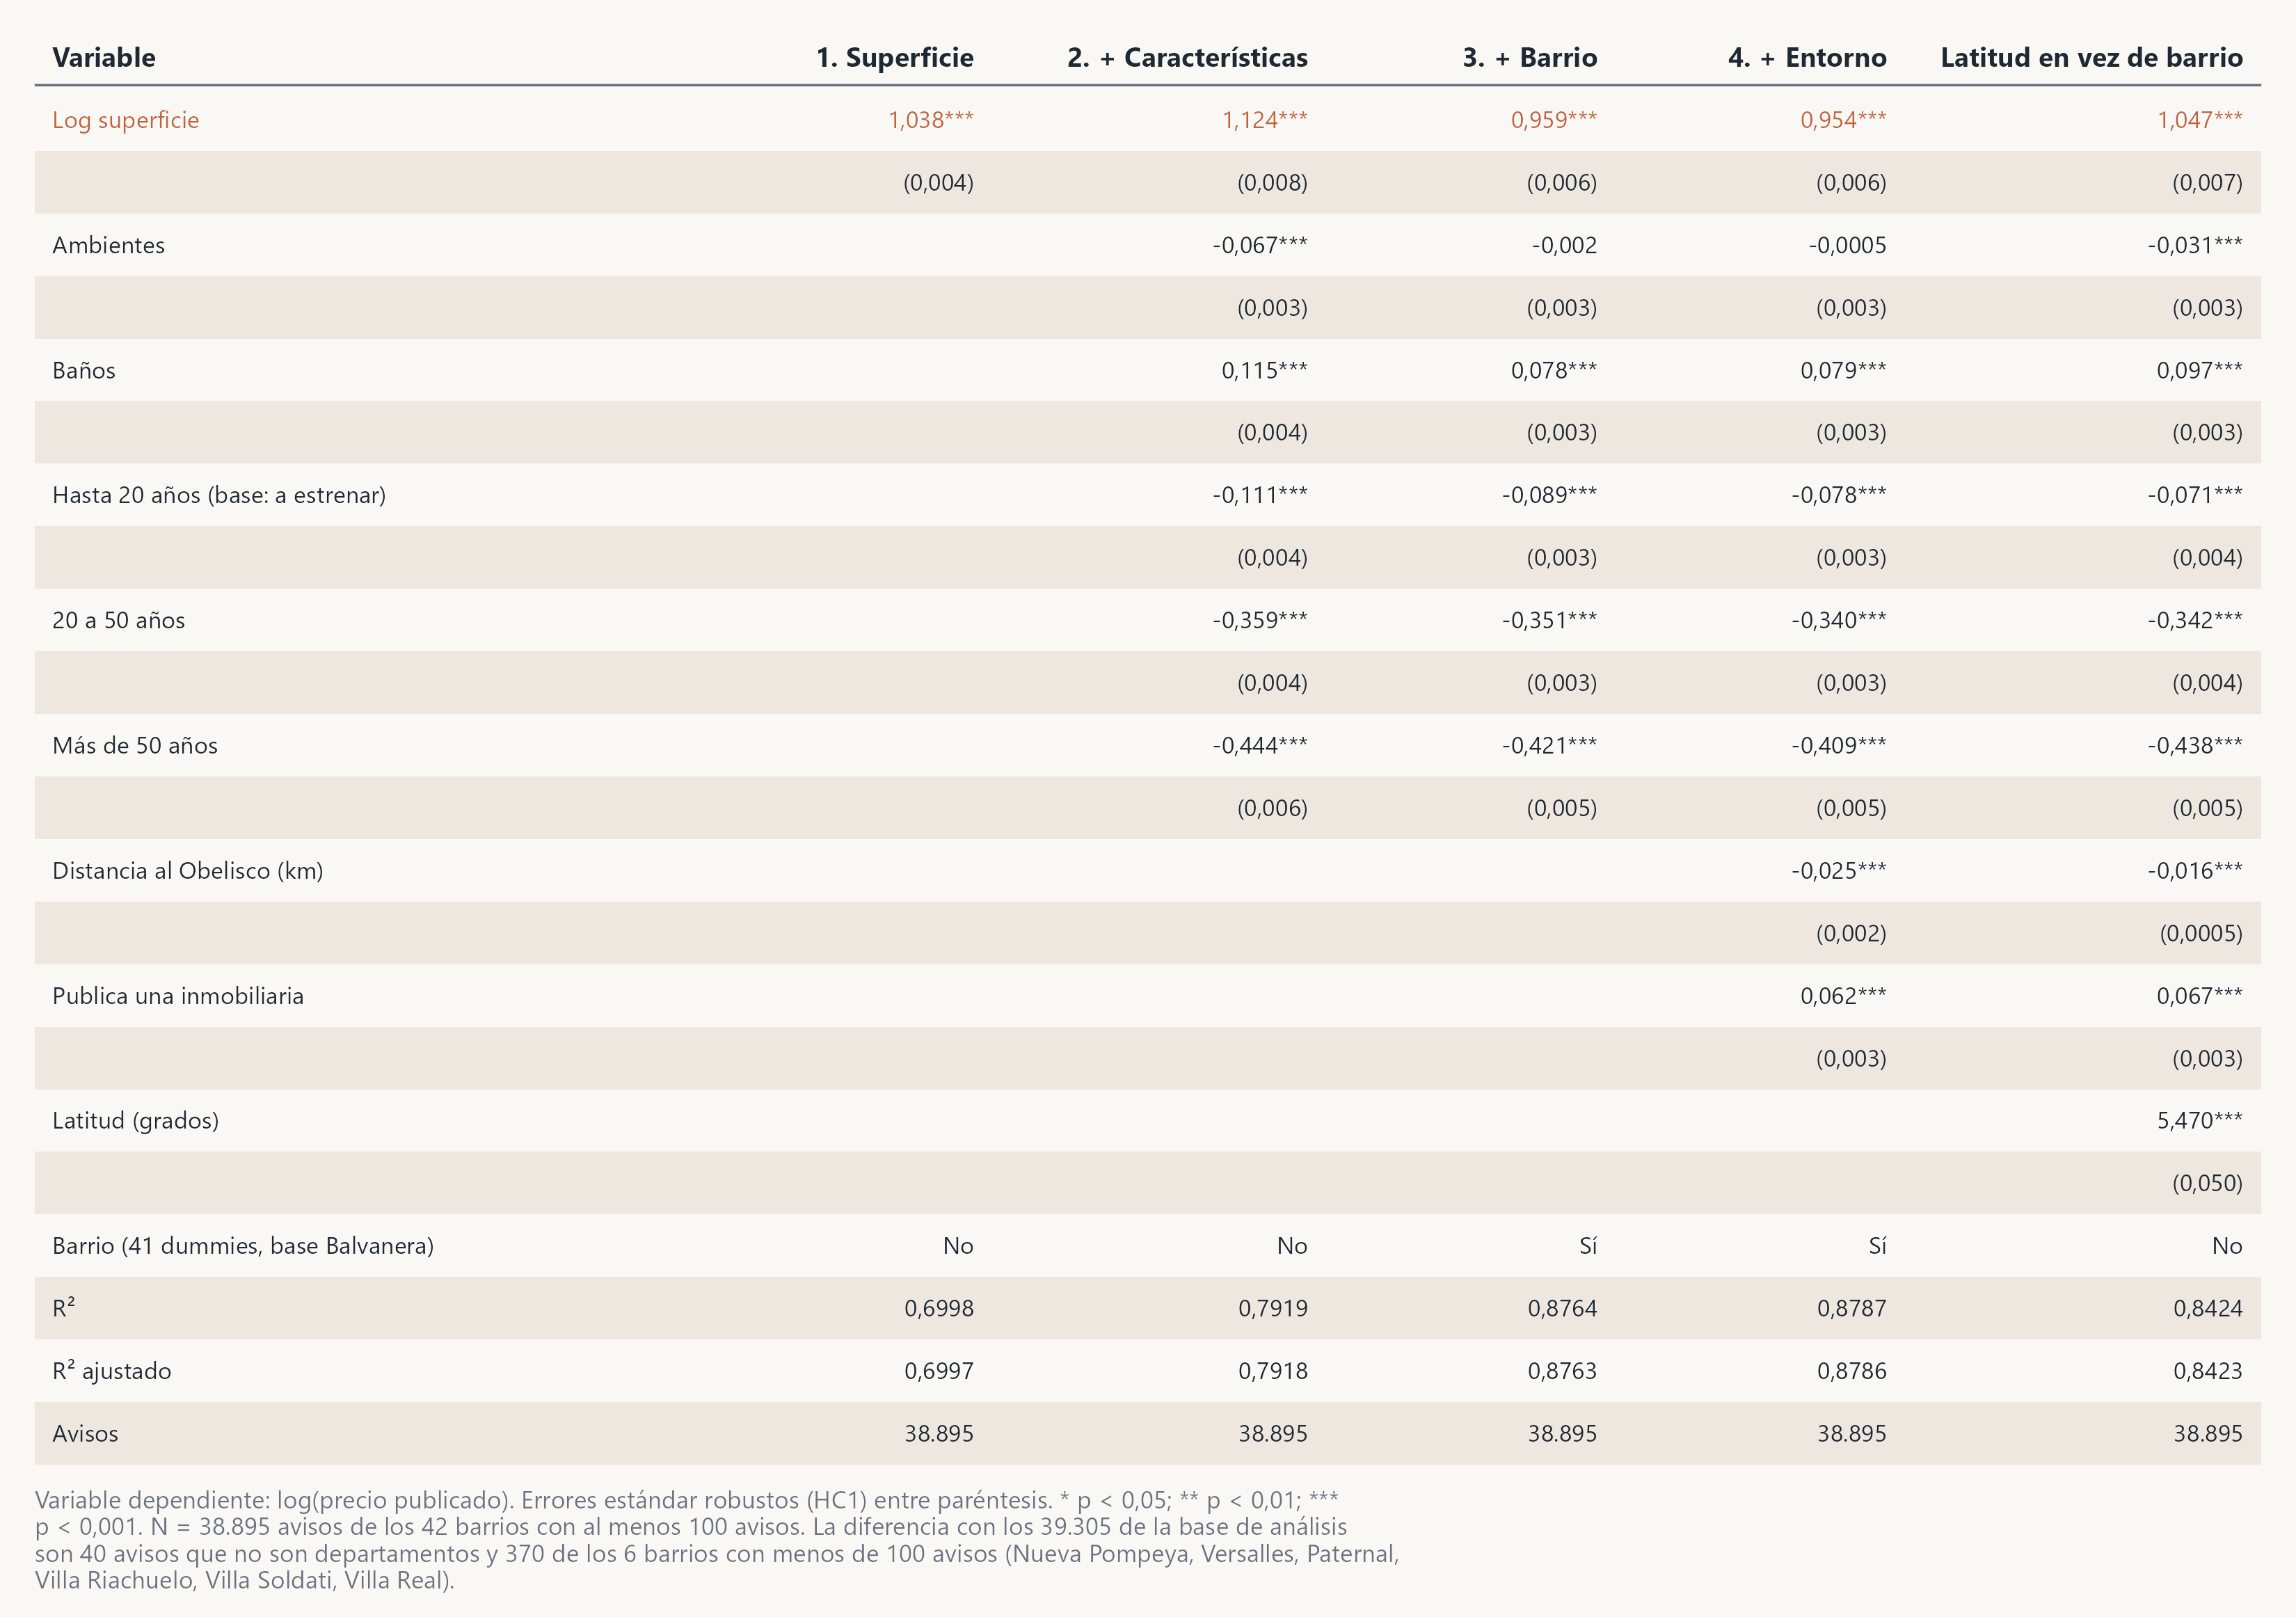 Variable 1. Superficie 2. + Características 3. + Barrio 4. + Entorno Latitud en vez de barrio
Log superficie 1,038*** 1,124*** 0,959*** 0,954*** 1,047***
(0,004) (0,008) (0,006) (0,006) (0,007)
Ambientes -0,067*** -0,002 -0,0005 -0,031***
(0,003) (0,003) (0,003) (0,003)
Baños 0,115*** 0,078*** 0,079*** 0,097***
(0,004) (0,003) (0,003) (0,003)
Hasta 20 años (base: a estrenar) -0,111*** -0,089*** -0,078*** -0,071***
(0,004) (0,003) (0,003) (0,004)
20 a 50 años -0,359*** -0,351*** -0,340*** -0,342***
(0,004) (0,003) (0,003) (0,004)
Más de 50 años -0,444*** -0,421*** -0,409*** -0,438***
(0,006) (0,005) (0,005) (0,005)
Distancia al Obelisco (km) -0,025*** -0,016***
(0,002) (0,0005)
Publica una inmobiliaria 0,062*** 0,067***
(0,003) (0,003)
Latitud (grados) 5,470***
(0,050)
Barrio (41 dummies, base Balvanera) No No Sí Sí No
R² 0,6998 0,7919 0,8764 0,8787 0,8424
R² ajustado 0,6997 0,7918 0,8763 0,8786 0,8423
Avisos 38.895 38.895 38.895 38.895 38.895
Variable dependiente: log(precio publicado). Errores estándar robustos (HC1) entre paréntesis. * p < 0,05; ** p < 0,01; ***
p < 0,001. N = 38.895 avisos de los 42 barrios con al menos 100 avisos. La diferencia con los 39.305 de la base de análisis
son 40 avisos que no son departamentos y 370 de los 6 barrios con menos de 100 avisos (Nueva Pompeya, Versalles, Paternal,
Villa Riachuelo, Villa Soldati, Villa Real).